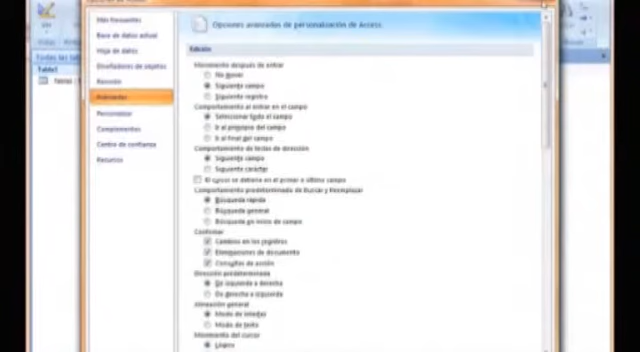 Más frecuentes
Base de datos actual
Hoja de datos
Diseñadores de objetos
Revisión
Avanzadas
Personalizar
Complementos
Centro de confianza
Recursos
Opciones avanzadas de personalización de Access.
Edición
Movimiento después de entrar
No mover
Siguiente campo
Siguiente registro
Comportamiento al entrar en el campo
Seleccionar todo el campo
Ir al principio del campo
Ir al final del campo
Comportamiento de teclas de dirección
Siguiente campo
Siguiente carácter
El cursor se detiene en el primer o último campo
Comportamiento predeterminado de Buscar y Reemplazar
Búsqueda rápida
Búsqueda general
Búsqueda en inicio de campo
Confirmar
Cambios en los registros
Eliminaciones de documento
Consultas de acción
Dirección predeterminada
De izquierda a derecha
De derecha a izquierda
Alineación general
Modo de interfaz
Modo de texto
Movimiento del cursor
Lógico
Todas las tab
Tabla1